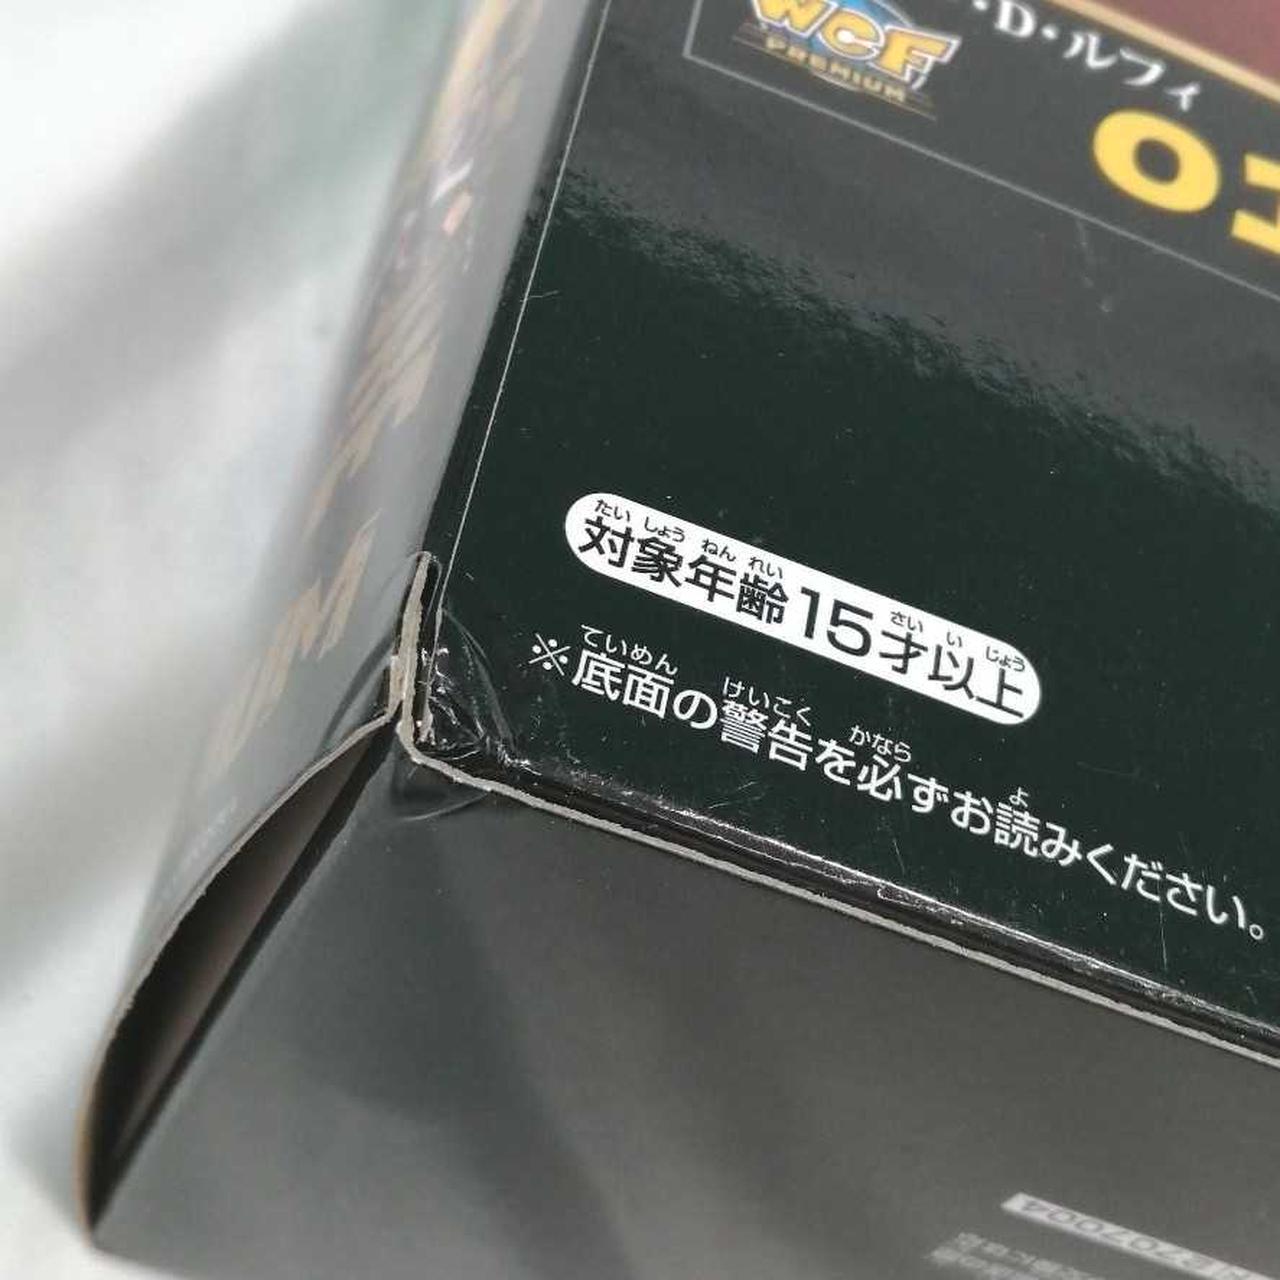 WCF
PREMIUM
・D・ルフィ
たいしょうねんれい さいいじょう
対象年齢15才以上
ていめん けいこく かなら よ
※底面の警告を必ずお読みください。